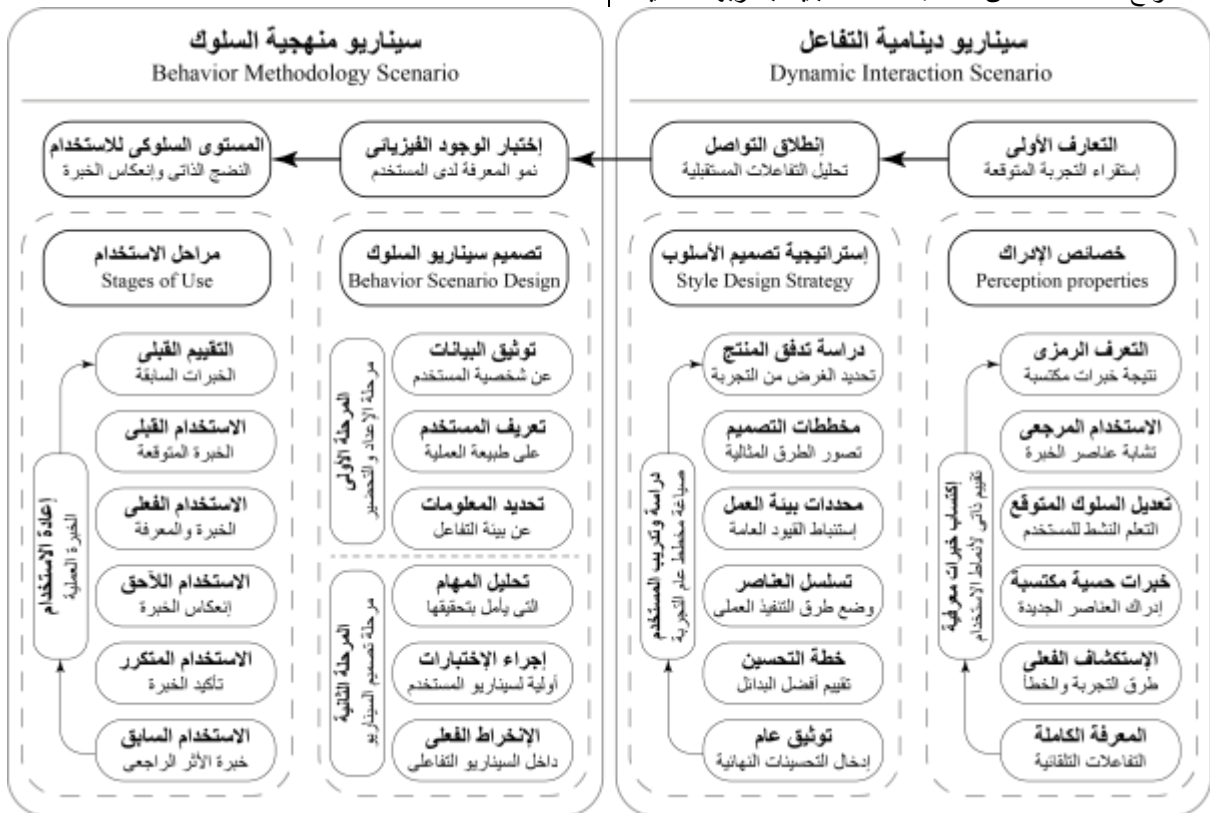 سيناريو دينامية التفاعل
Dynamic Interaction Scenario
التعارف الأولى
إستقراء التجربة المتوقعة
إنطلاق التواصل
تحليل التفاعلات المستقبلية
خصائص الإدراك
Perception properties
التعرف الرمزى
نتيجة خبرات مكتسبة
الاستخدام المرجعى
تشابة عناصر الخبرة
تعديل السلوك المتوقع
التعلم النشط للمستخدم
خبرات حسية مكتسبة
إدراك العناصر الجديدة
الإستكشاف الفعلى
طرق التجربة والخطأ
المعرفة الكاملة
التفاعلات التلقائية
إكتساب خبرات معرفية
تقييم ذاتى لأنماط الاستخدام
إستراتيجية تصميم الأسلوب
Style Design Strategy
دراسة تدفق المنتج
تحديد الغرض من التجربة
مخططات التصميم
تصور الطرق المثالية
محددات بيئة العمل
إستنباط القيود العامة
تسلسل العناصر
وضع طرق التنفيذ العملى
خطة التحسين
تقييم أفضل البدائل
توثيق عام
إدخال التحسينات النهائية
دراسة وتدريب المستخدم
صياغة مخطط عام للتجربة
سيناريو منهجية السلوك
Behavior Methodology Scenario
إختبار الوجود الفيزيائى
نمو المعرفة لدى المستخدم
المستوى السلوكى للاستخدام
النضج الذاتى وإنعكاس الخبرة
تصميم سيناريو السلوك
Behavior Scenario Design
توثيق البيانات
عن شخصية المستخدم
تعريف المستخدم
على طبيعة العملية
تحديد المعلومات
عن بيئة التفاعل
المرحلة الأولى
مرحلة الإعداد والتحضير
تحليل المهام
التي يأمل بتحقيقها
إجراء الإختبارات
أولية لسيناريو المستخدم
الإنخراط الفعلى
داخل السيناريو التفاعلى
المرحلة الثانية
مرحلة تصميم السيناريو
مراحل الاستخدام
Stages of Use
التقييم القبلى
الخبرات السابقة
الاستخدام القبلى
الخبرة المتوقعة
الاستخدام الفعلى
الخبرة والمعرفة
الاستخدام اللآحق
إنعكاس الخبرة
الاستخدام المتكرر
تأكيد الخبرة
الاستخدام السابق
خبرة الأثر الراجعى
إعادة الاستخدام
الخبرة العملية